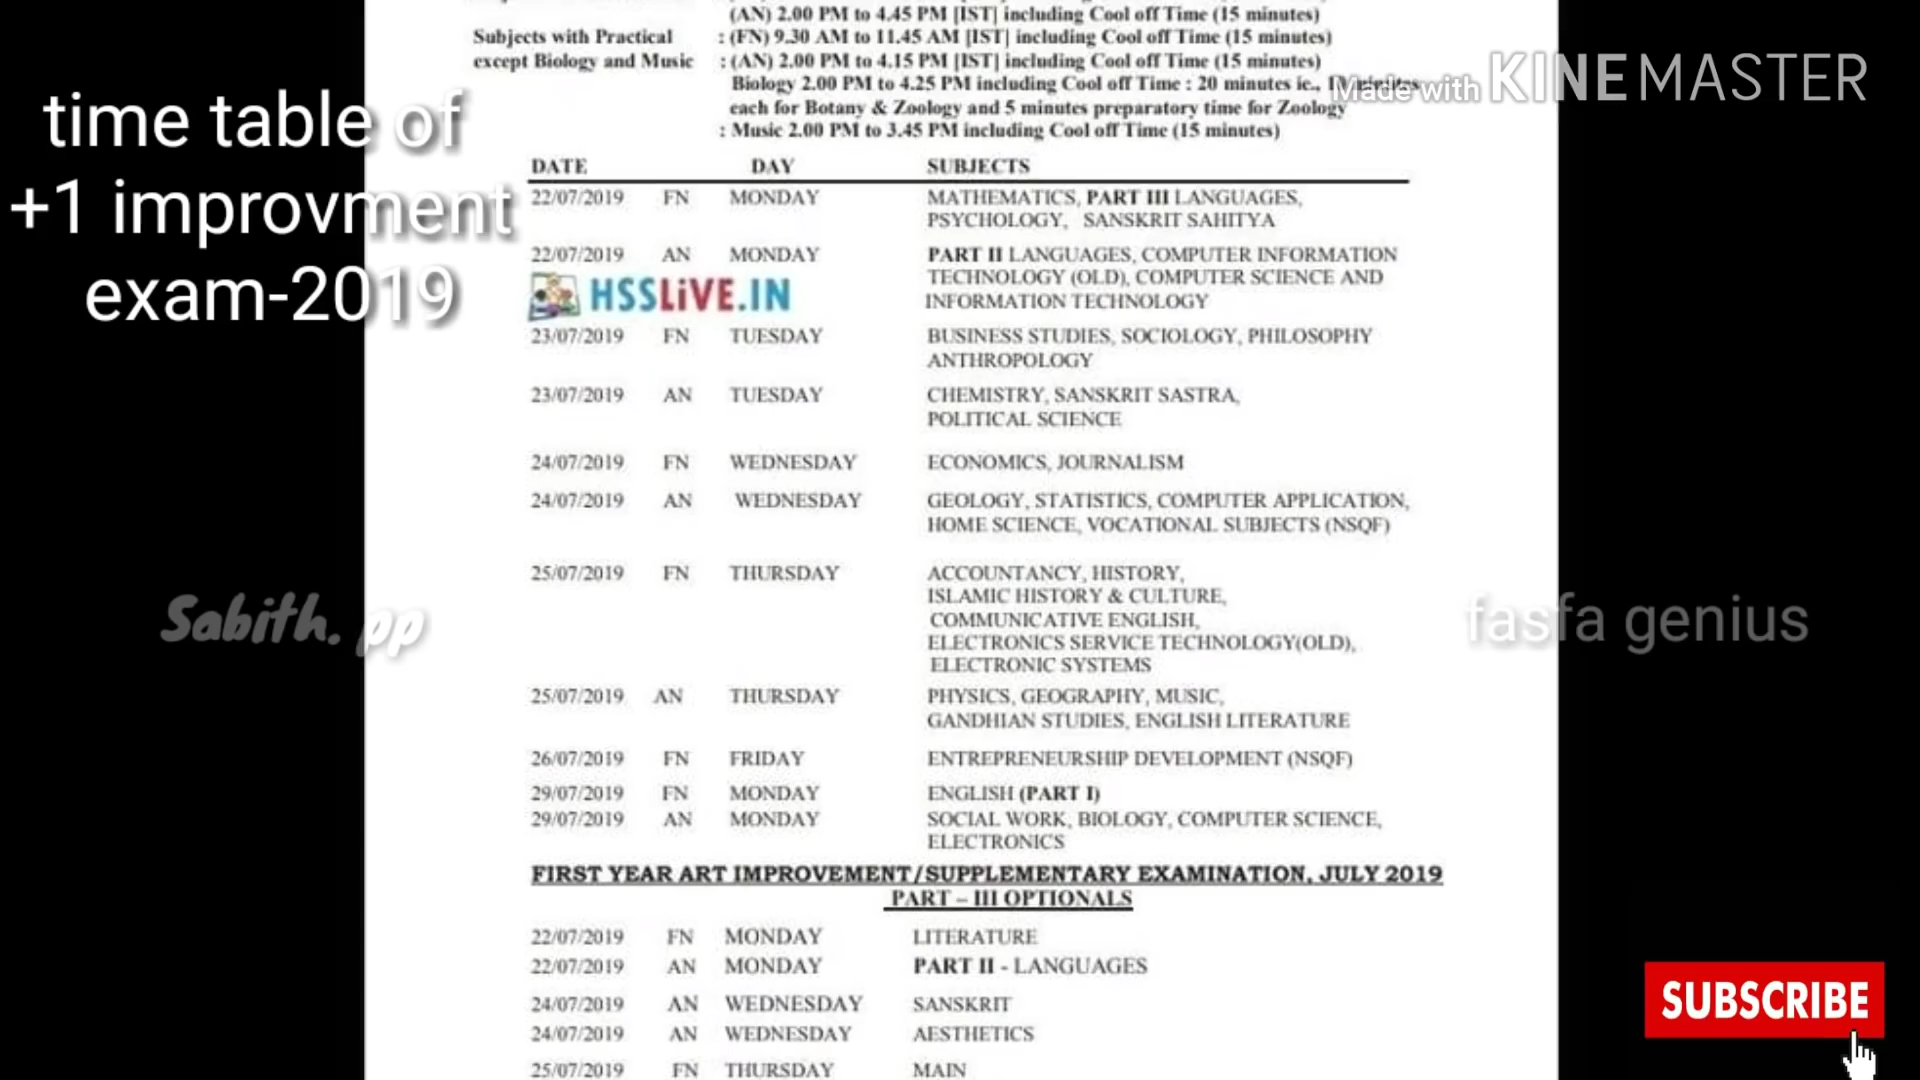 (AN) 2.00 PM to 4.45 PM [IST] including Cool off Time (15 minutes)
Subjects with Practical : (FN) 9.30 AM to 11.45 AM [IST] including Cool off Time (15 minutes)
except Biology and Music : (AN) 2.00 PM to 4.15 PM [IST] including Cool off Time (15 minutes)
Biology 2.00 PM to 4.25 PM including Cool off Time : 20 minutes ie.,
each for Botany & Zoology and 5 minutes preparatory time for Zoology
: Music 2.00 PM to 3.45 PM including Cool off Time (15 minutes)
Made with KINEMASTER
time table of
+1 improvment
exam-2019
DATE DAY SUBJECTS
22/07/2019 FN MONDAY MATHEMATICS, PART III LANGUAGES,
PSYCHOLOGY, SANSKRIT SAHITYA
22/07/2019 AN MONDAY PART II LANGUAGES, COMPUTER INFORMATION
TECHNOLOGY (OLD), COMPUTER SCIENCE AND
INFORMATION TECHNOLOGY
HSSLiVE.IN
23/07/2019 FN TUESDAY BUSINESS STUDIES, SOCIOLOGY, PHILOSOPHY
ANTHROPOLOGY
23/07/2019 AN TUESDAY CHEMISTRY, SANSKRIT SASTRA,
POLITICAL SCIENCE
24/07/2019 FN WEDNESDAY ECONOMICS, JOURNALISM
24/07/2019 AN WEDNESDAY GEOLOGY, STATISTICS, COMPUTER APPLICATION,
HOME SCIENCE, VOCATIONAL SUBJECTS (NSQF)
25/07/2019 FN THURSDAY ACCOUNTANCY, HISTORY,
ISLAMIC HISTORY & CULTURE,
COMMUNICATIVE ENGLISH,
ELECTRONICS SERVICE TECHNOLOGY(OLD),
ELECTRONIC SYSTEMS
Sabith. pp
fasfa genius
25/07/2019 AN THURSDAY PHYSICS, GEOGRAPHY, MUSIC,
GANDHIAN STUDIES, ENGLISH LITERATURE
26/07/2019 FN FRIDAY ENTREPRENEURSHIP DEVELOPMENT (NSQF)
29/07/2019 FN MONDAY ENGLISH (PART I)
29/07/2019 AN MONDAY SOCIAL WORK, BIOLOGY, COMPUTER SCIENCE,
ELECTRONICS
FIRST YEAR ART IMPROVEMENT/SUPPLEMENTARY EXAMINATION, JULY 2019
PART – III OPTIONALS
22/07/2019 FN MONDAY LITERATURE
22/07/2019 AN MONDAY PART II - LANGUAGES
24/07/2019 AN WEDNESDAY SANSKRIT
24/07/2019 AN WEDNESDAY AESTHETICS
25/07/2019 FN THURSDAY MAIN
SUBSCRIBE